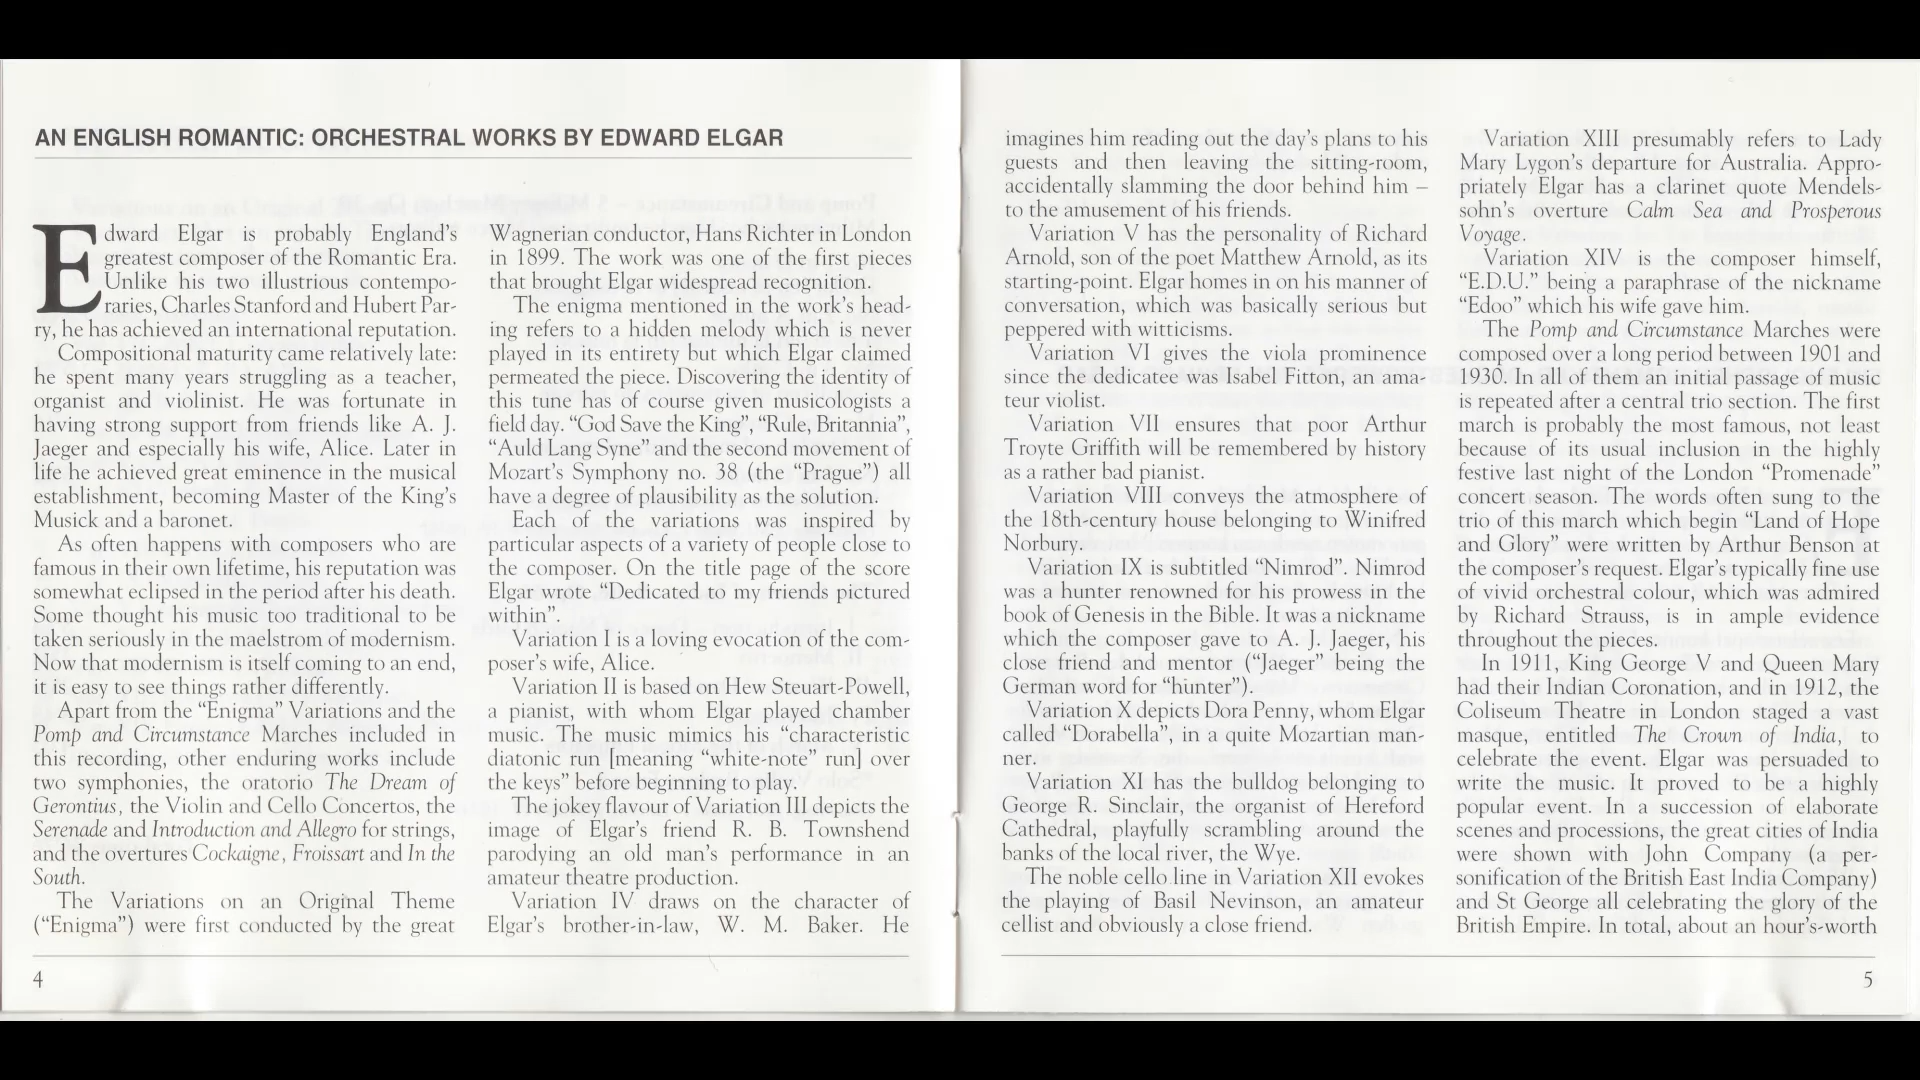 AN ENGLISH ROMANTIC: ORCHESTRAL WORKS BY EDWARD ELGAR
Edward Elgar is probably England's
greatest composer of the Romantic Era.
Unlike his two illustrious contempo-
raries, Charles Stanford and Hubert Par-
ry, he has achieved an international reputation.
Compositional maturity came relatively late:
he spent many years struggling as a teacher,
organist and violinist. He was fortunate in
having strong support from friends like A. J.
Jaeger and especially his wife, Alice. Later in
life he achieved great eminence in the musical
establishment, becoming Master of the King's
Musick and a baronet.
As often happens with composers who are
famous in their own lifetime, his reputation was
somewhat eclipsed in the period after his death.
Some thought his music too traditional to be
taken seriously in the maelstrom of modernism.
Now that modernism is itself coming to an end,
it is easy to see things rather differently.
Apart from the “Enigma” Variations and the
Pomp and Circumstance Marches included in
this recording, other enduring works include
two symphonies, the oratorio The Dream of
Gerontius, the Violin and Cello Concertos, the
Serenade and Introduction and Allegro for strings,
and the overtures Cockaigne, Froissart and In the
South.
The Variations on an Original Theme
(“Enigma”) were first conducted by the great
Wagnerian conductor, Hans Richter in London
in 1899. The work was one of the first pieces
that brought Elgar widespread recognition.
The enigma mentioned in the work's head-
ing refers to a hidden melody which is never
played in its entirety but which Elgar claimed
permeated the piece. Discovering the identity of
this tune has of course given musicologists a
field day. “God Save the King”, “Rule, Britannia”,
“Auld Lang Syne” and the second movement of
Mozart's Symphony no. 38 (the “Prague”) all
have a degree of plausibility as the solution.
Each of the variations was inspired by
particular aspects of a variety of people close to
the composer. On the title page of the score
Elgar wrote “Dedicated to my friends pictured
within”.
Variation I is a loving evocation of the com-
poser's wife, Alice.
Variation II is based on Hew Steuart-Powell,
a pianist, with whom Elgar played chamber
music. The music mimics his “characteristic
diatonic run [meaning “white-note” run] over
the keys” before beginning to play.
The jokey flavour of Variation III depicts the
image of Elgar's friend R. B. Townshend
parodying an old man's performance in an
amateur theatre production.
Variation IV draws on the character of
Elgar's brother-in-law, W. M. Baker. He
4
imagines him reading out the day's plans to his
guests and then leaving the sitting-room,
accidentally slamming the door behind him –
to the amusement of his friends.
Variation V has the personality of Richard
Arnold, son of the poet Matthew Arnold, as its
starting-point. Elgar homes in on his manner of
conversation, which was basically serious but
peppered with witticisms.
Variation VI gives the viola prominence
since the dedicatee was Isabel Fitton, an ama-
teur violist.
Variation VII ensures that poor Arthur
Troyte Griffith will be remembered by history
as a rather bad pianist.
Variation VIII conveys the atmosphere of
the 18th-century house belonging to Winifred
Norbury.
Variation IX is subtitled “Nimrod”. Nimrod
was a hunter renowned for his prowess in the
book of Genesis in the Bible. It was a nickname
which the composer gave to A. J. Jaeger, his
close friend and mentor (“Jaeger” being the
German word for “hunter”).
Variation X depicts Dora Penny, whom Elgar
called “Dorabella”, in a quite Mozartian man-
ner.
Variation XI has the bulldog belonging to
George R. Sinclair, the organist of Hereford
Cathedral, playfully scrambling around the
banks of the local river, the Wye.
The noble cello line in Variation XII evokes
the playing of Basil Nevinson, an amateur
cellist and obviously a close friend.
Variation XIII presumably refers to Lady
Mary Lygon's departure for Australia. Appro-
priately Elgar has a clarinet quote Mendels-
sohn's overture Calm Sea and Prosperous
Voyage.
Variation XIV is the composer himself,
“E.D.U.” being a paraphrase of the nickname
“Edoo” which his wife gave him.
The Pomp and Circumstance Marches were
composed over a long period between 1901 and
1930. In all of them an initial passage of music
is repeated after a central trio section. The first
march is probably the most famous, not least
because of its usual inclusion in the highly
festive last night of the London “Promenade”
concert season. The words often sung to the
trio of this march which begin “Land of Hope
and Glory” were written by Arthur Benson at
the composer's request. Elgar's typically fine use
of vivid orchestral colour, which was admired
by Richard Strauss, is in ample evidence
throughout the pieces.
In 1911, King George V and Queen Mary
had their Indian Coronation, and in 1912, the
Coliseum Theatre in London staged a vast
masque, entitled The Crown of India, to
celebrate the event. Elgar was persuaded to
write the music. It proved to be a highly
popular event. In a succession of elaborate
scenes and processions, the great cities of India
were shown with John Company (a per-
sonification of the British East India Company)
and St George all celebrating the glory of the
British Empire. In total, about an hour's-worth
5